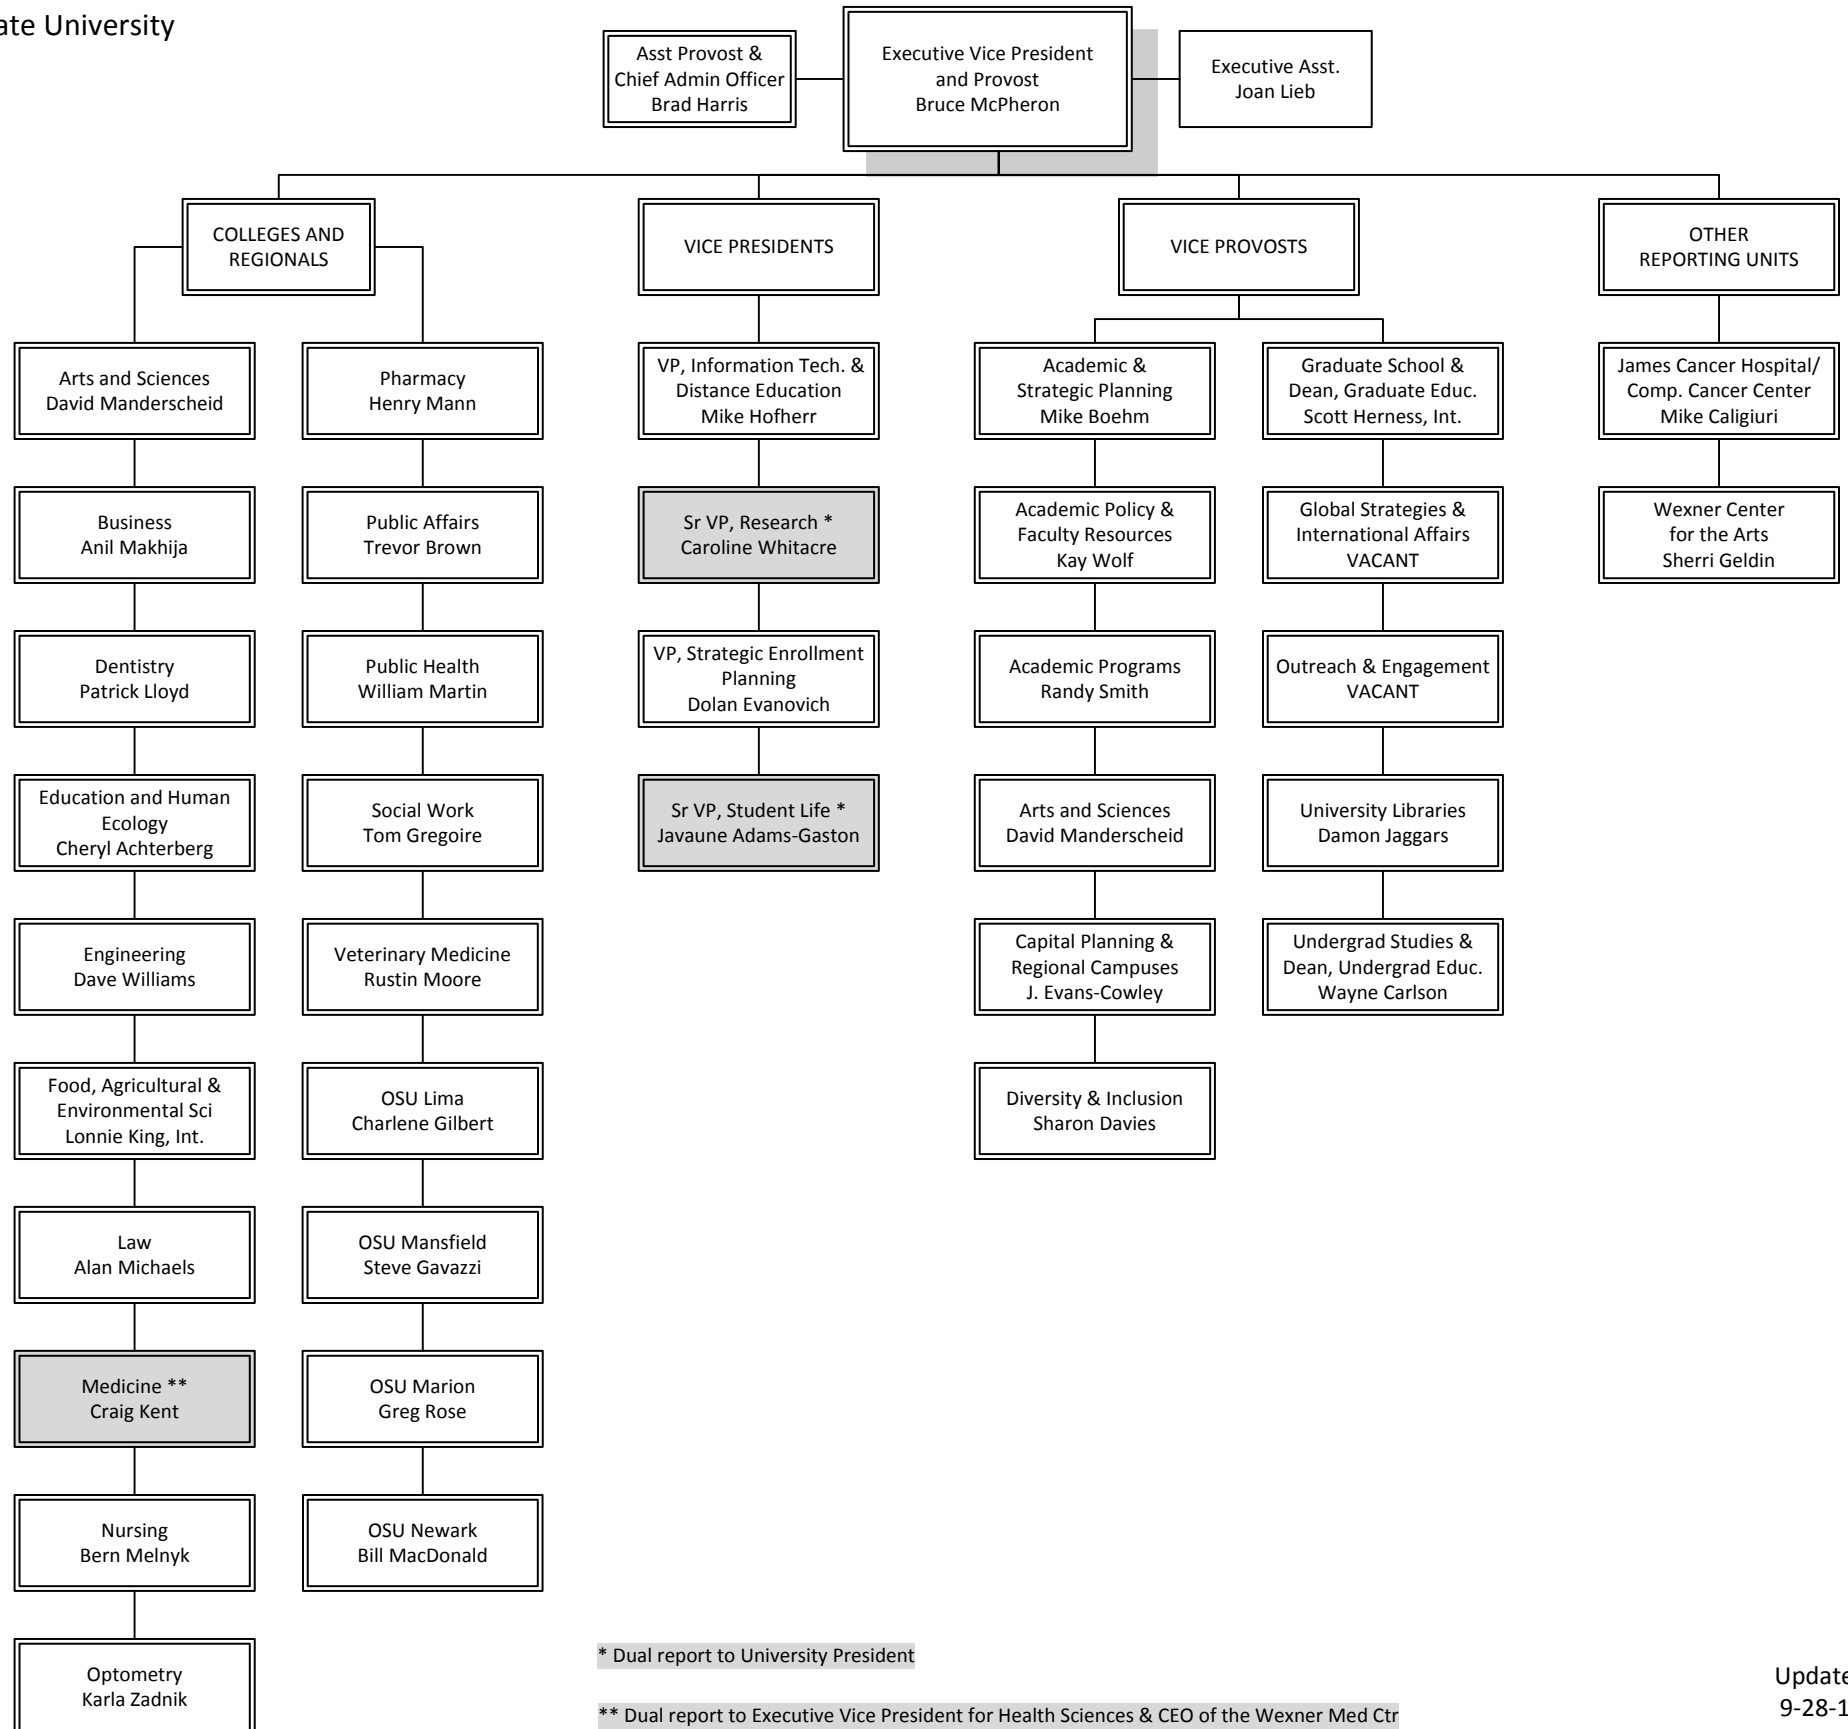 ate University
Asst Provost &
Chief Admin Officer
Brad Harris
Executive Vice President
and Provost
Bruce McPheron
Executive Asst.
Joan Lieb
COLLEGES AND
REGIONALS
VICE PRESIDENTS
VICE PROVOSTS
OTHER
REPORTING UNITS
Arts and Sciences
David Manderscheid
Business
Anil Makhija
Dentistry
Patrick Lloyd
Education and Human
Ecology
Cheryl Achterberg
Engineering
Dave Williams
Food, Agricultural &
Environmental Sci
Lonnie King, Int.
Law
Alan Michaels
Medicine **
Craig Kent
Nursing
Bern Melnyk
Optometry
Karla Zadnik
Pharmacy
Henry Mann
Public Affairs
Trevor Brown
Public Health
William Martin
Social Work
Tom Gregoire
Veterinary Medicine
Rustin Moore
OSU Lima
Charlene Gilbert
OSU Mansfield
Steve Gavazzi
OSU Marion
Greg Rose
OSU Newark
Bill MacDonald
VP, Information Tech. &
Distance Education
Mike Hofherr
Sr VP, Research *
Caroline Whitacre
VP, Strategic Enrollment
Planning
Dolan Evanovich
Sr VP, Student Life *
Javaune Adams-Gaston
Academic &
Strategic Planning
Mike Boehm
Academic Policy &
Faculty Resources
Kay Wolf
Academic Programs
Randy Smith
Arts and Sciences
David Manderscheid
Capital Planning &
Regional Campuses
J. Evans-Cowley
Diversity & Inclusion
Sharon Davies
Graduate School &
Dean, Graduate Educ.
Scott Herness, Int.
Global Strategies &
International Affairs
VACANT
Outreach & Engagement
VACANT
University Libraries
Damon Jaggars
Undergrad Studies &
Dean, Undergrad Educ.
Wayne Carlson
James Cancer Hospital/
Comp. Cancer Center
Mike Caligiuri
Wexner Center
for the Arts
Sherri Geldin
* Dual report to University President
** Dual report to Executive Vice President for Health Sciences & CEO of the Wexner Med Ctr
Update
9-28-1